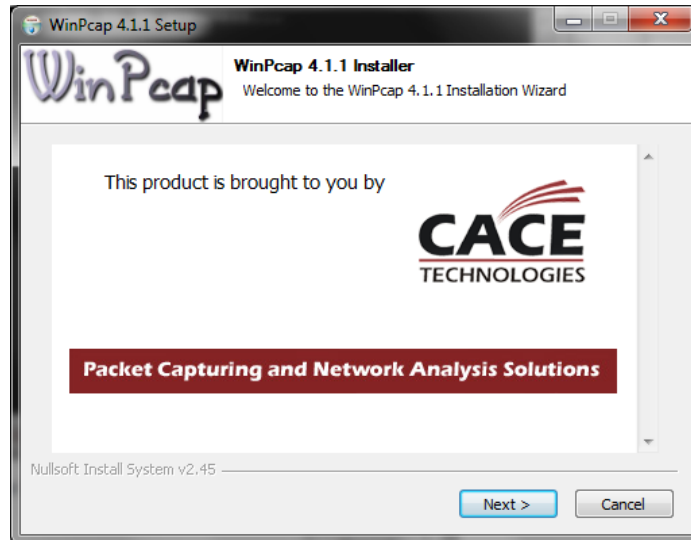 WinPcap 4.1.1 Setup
WinPcap
WinPcap 4.1.1 Installer
Welcome to the WinPcap 4.1.1 Installation Wizard
This product is brought to you by
CACE
TECHNOLOGIES
Packet Capturing and Network Analysis Solutions
Nullsoft Install System v2.45
Next >
Cancel